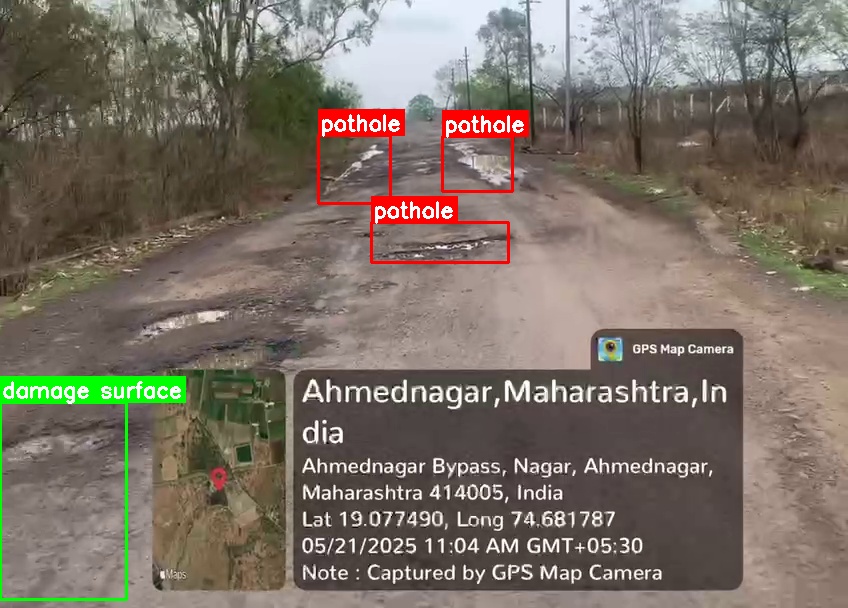 pothole
pothole
pothole
damage surface
GPS Map Camera
Ahmednagar,Maharashtra,In
dia
Ahmednagar Bypass, Nagar, Ahmednagar,
Maharashtra 414005, India
Lat 19.077490, Long 74.681787
05/21/2025 11:04 AM GMT+05:30
Note : Captured by GPS Map Camera
Maps